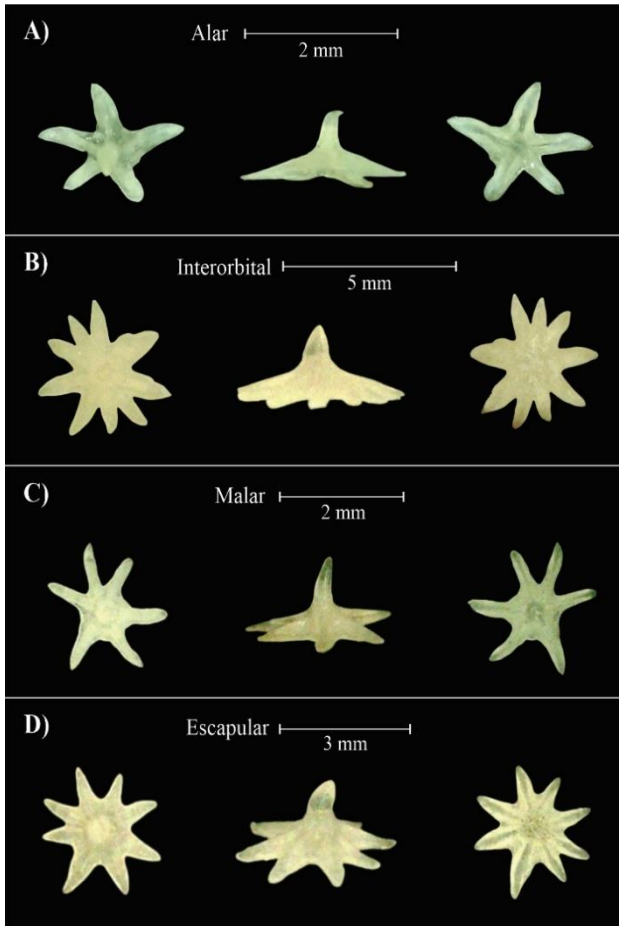 A)
Alar
2 mm
B)
Interorbital
5 mm
C)
Malar
2 mm
D)
Escapular
3 mm